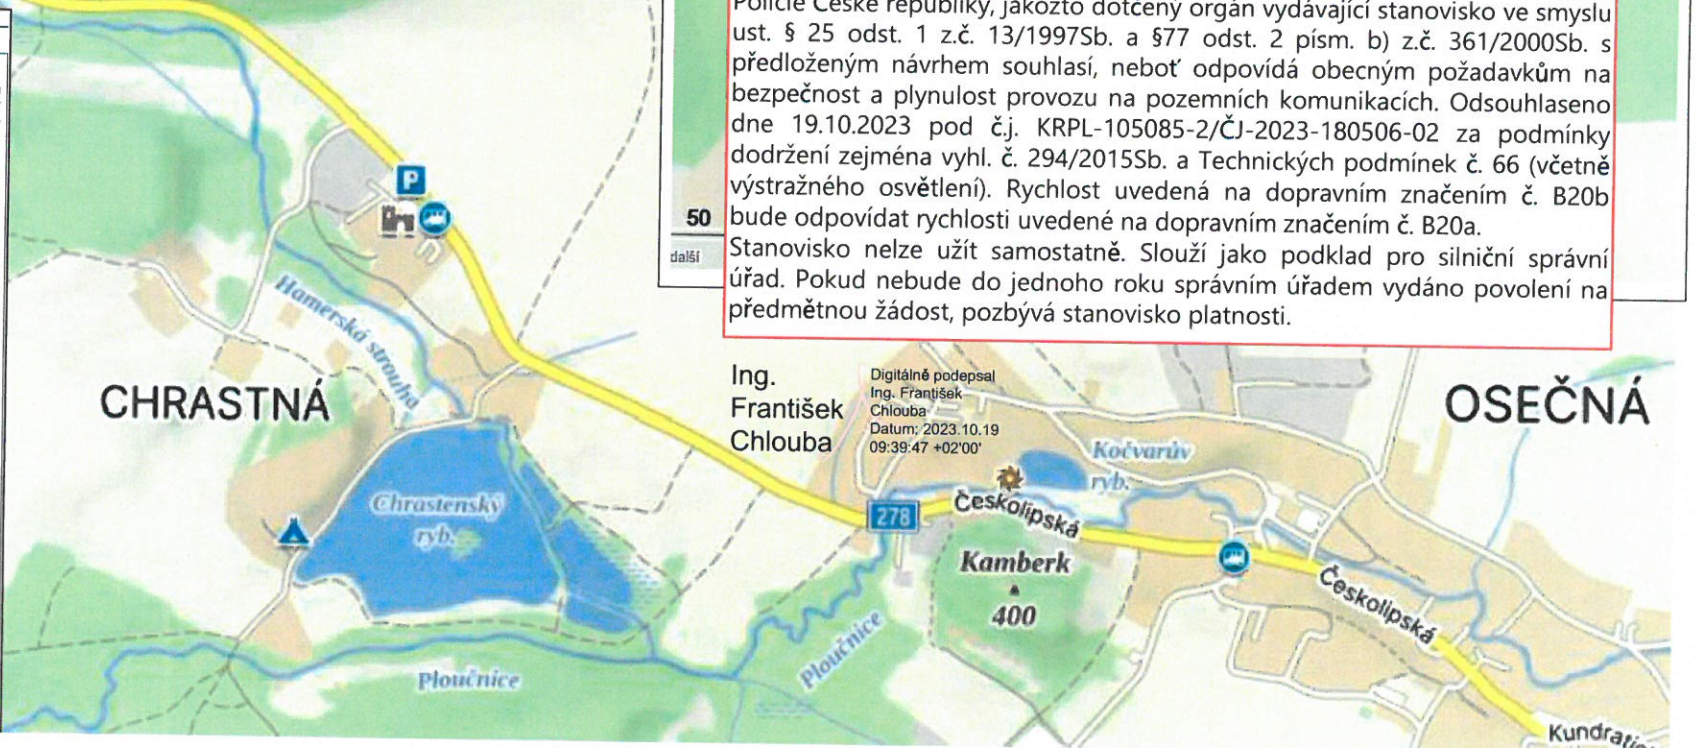 Policie České republiky, jakožto dotčený orgán vydávající stanovisko ve smyslu
ust. § 25 odst. 1 z.č. 13/1997Sb. a §77 odst. 2 písm. b) z.č. 361/2000Sb. s
předloženým návrhem souhlasí, neboť odpovídá obecným požadavkům na
bezpečnost a plynulost provozu na pozemních komunikacích. Odsouhlaseno
dne 19.10.2023 pod č.j. KRPL-105085-2/ČJ-2023-180506-02 za podmínky
dodržení zejména vyhl. č. 294/2015Sb. a Technických podmínek č. 66 (včetně
výstražného osvětlení). Rychlost uvedená na dopravním značením č. B20b
bude odpovídat rychlosti uvedené na dopravním značením č. B20a.
Stanovisko nelze užít samostatně. Slouží jako podklad pro silniční správní
úřad. Pokud nebude do jednoho roku správním úřadem vydáno povolení na
předmětnou žádost, pozbývá stanovisko platnosti.
50
další
P
Hamerská strouha
CHRASTNÁ
Ing.
František
Chlouba
Digitálně podepsal
Ing. František
Chlouba
Datum: 2023.10.19
09:39:47 +02'00'
OSEČNÁ
Kočvarův
ryb.
Chrastenský
ryb.
278
Českolipská
Kamberk
400
Českolipská
Ploučnice
Ploučnice